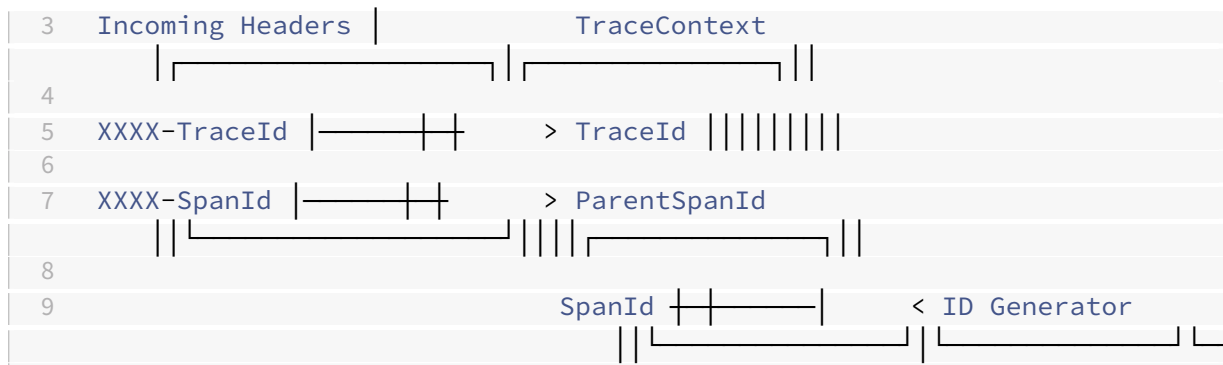 3 Incoming Headers │ TraceContext
│┌────────────────────┐│┌────────────────┐││
4
5 XXXX-TraceId │──────┼─┼ > TraceId │││││││││
6
7 XXXX-SpanId │──────┼─┼ > ParentSpanId
││└────────────────────┘││││┌───────────────┐││
8
9 SpanId ┼─┼──────│ < ID Generator
││└────────────────┘│└───────────────┘└─